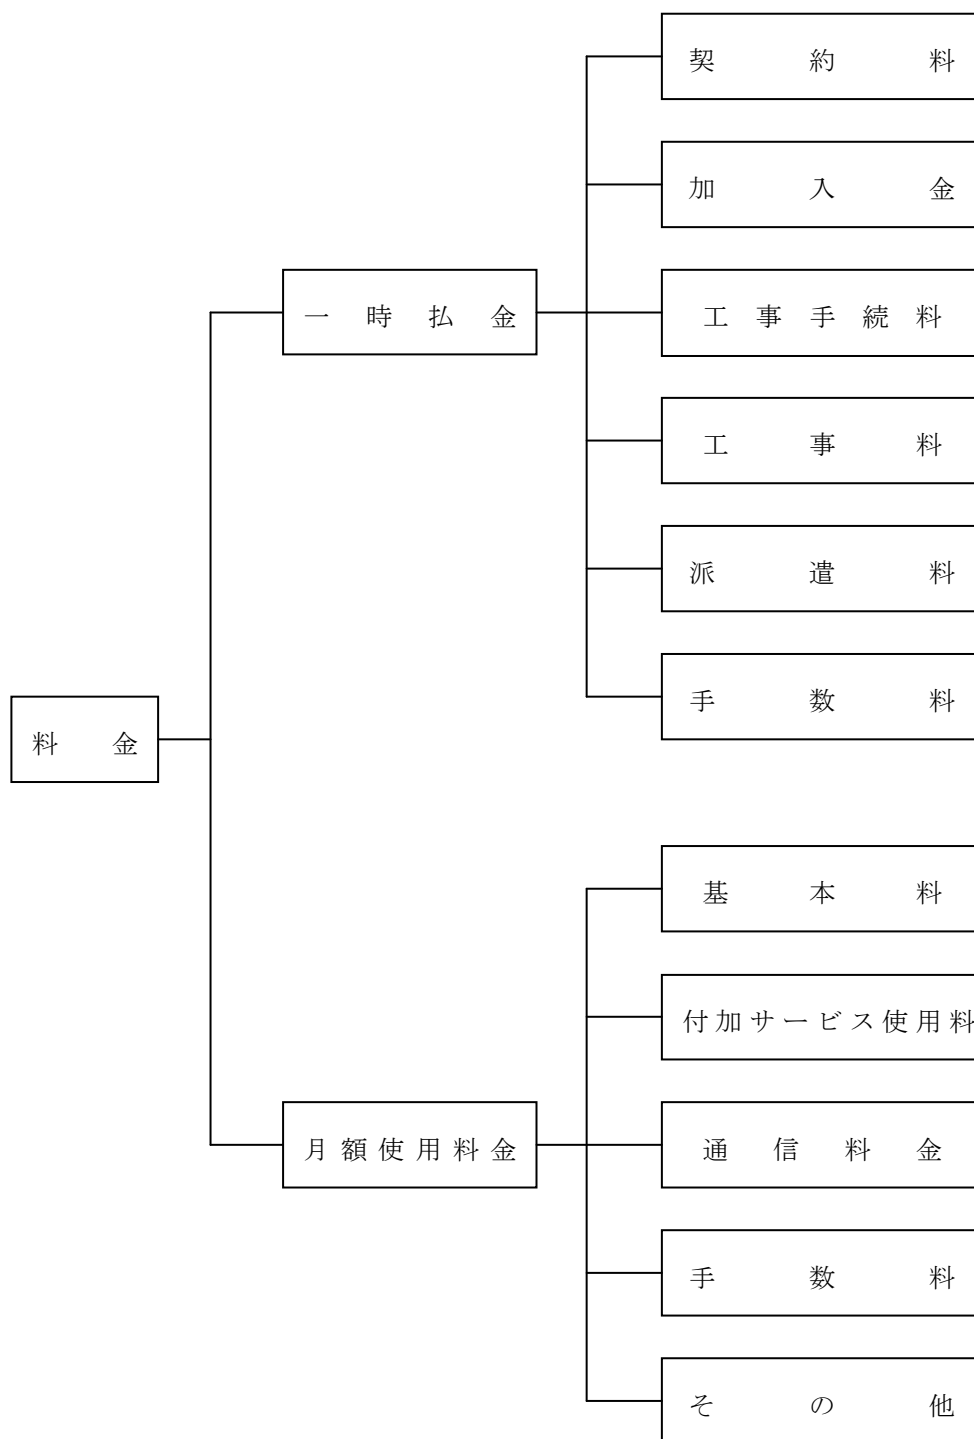 契約料
加入金
一時払金
工事手続料
工事料
派遣料
手数料
料金
基本料
付加サービス使用料
月額使用料金
通信料金
手数料
その他